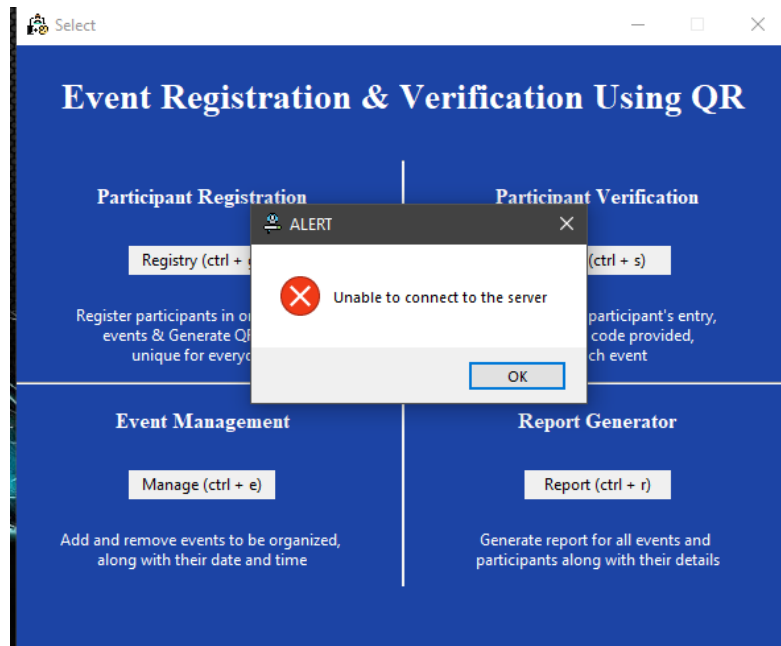 Select
Event Registration & Verification Using QR
Participant Registration
Participant Verification
ALERT
Registry (ctrl +
(ctrl + s)
Unable to connect to the server
Register participants in
events & Generate
unique for
participant's entry,
code provided,
event
OK
Event Management
Report Generator
Manage (ctrl + e)
Report (ctrl + r)
Add and remove events to be organized,
along with their date and time
Generate report for all events and
participants along with their details